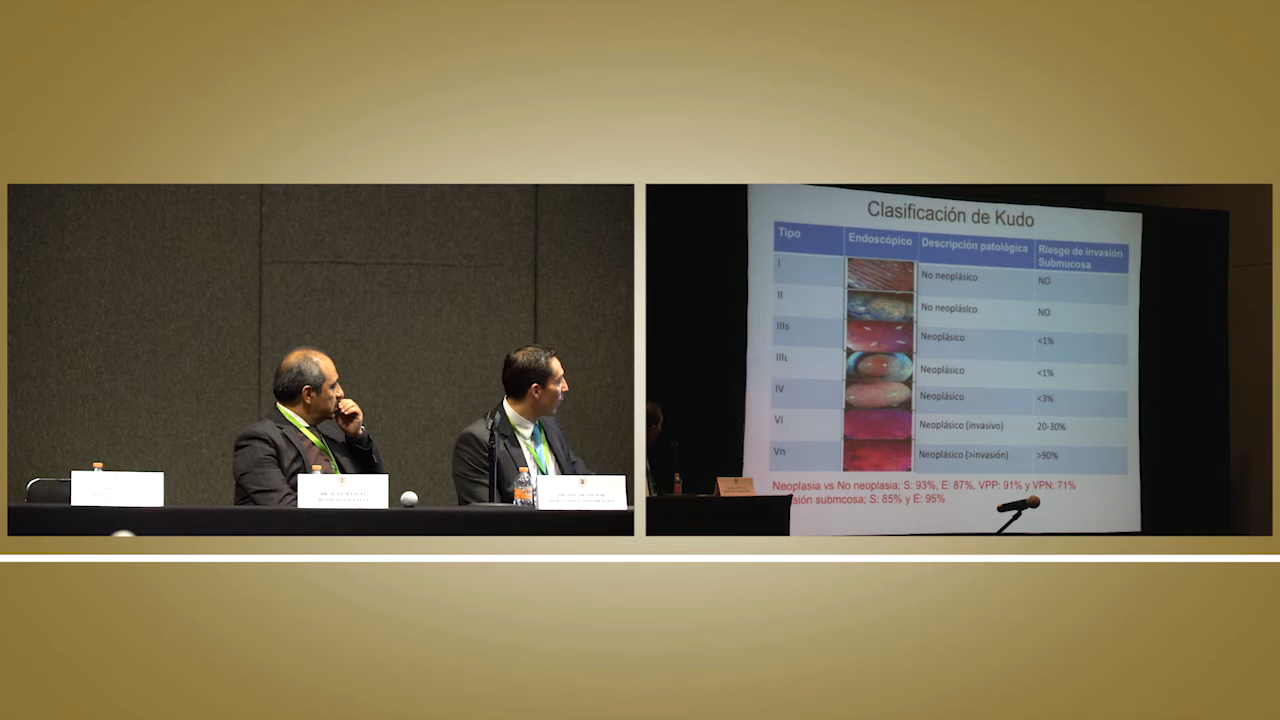 Clasificación de Kudo
Tipo Endoscópico Descripción patológica Riesgo de invasión Submucosa
I No neoplásico NO
II No neoplásico NO
IIIs Neoplásico <1%
IIIt Neoplásico <1%
IV Neoplásico <3%
Vi Neoplásico (invasivo) 20-30%
Vn Neoplásico (>invasión) >90%
Neoplasia vs No neoplasia; S: 93%, E: 87%, VPP: 91% y VPN: 71%
submcosa; S: 85% y E: 95%